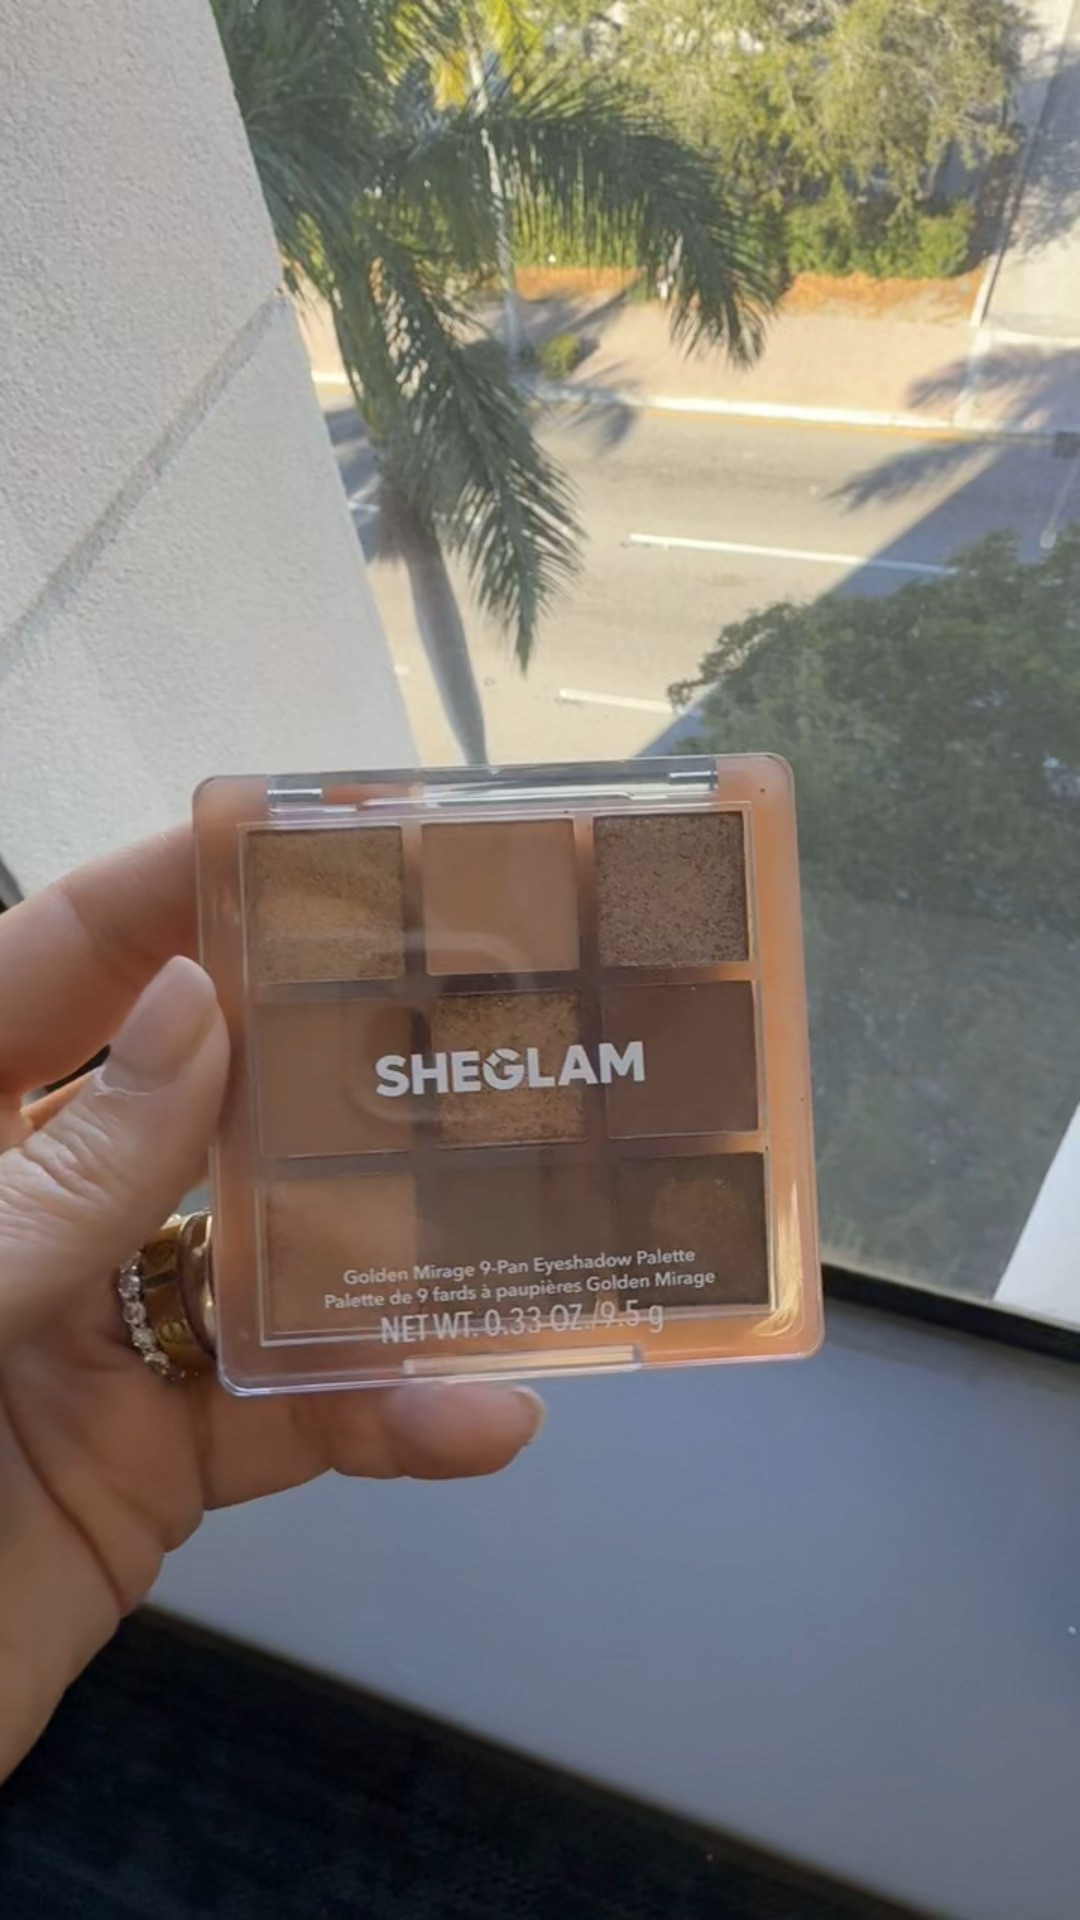 SHEGLAM
Golden Mirage 9-Pan Eyeshadow Palette
Palette de 9 fards à paupières Golden Mirage
NET WT. 0.33 OZ./9.5 g